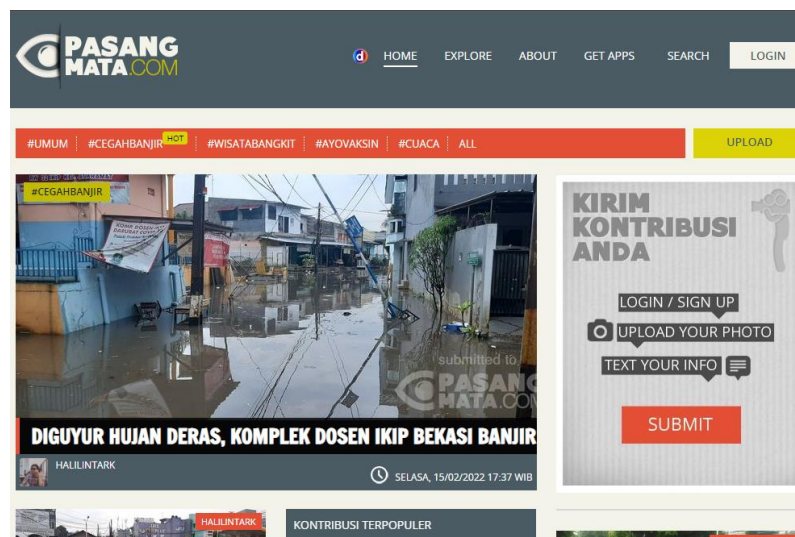 PASANG
MATA.COM
d
HOME
EXPLORE
ABOUT
GET APPS
SEARCH
LOGIN
#UMUM
#CEGAHBANJIR
HOT
#WISATABANGKIT
#AYOVAKSIN
#CUACA
ALL
UPLOAD
#CEGAHBANJIR
submitted to
PASANG
MATA.COM
DIGUYUR HUJAN DERAS, KOMPLEK DOSEN IKIP BEKASI BANJIR
HALILINTARK
SELASA, 15/02/2022 17:37 WIB
KIRIM
KONTRIBUSI
ANDA
LOGIN / SIGN UP
UPLOAD YOUR PHOTO
TEXT YOUR INFO
SUBMIT
HALILINTARK
KONTRIBUSI TERPOPULER